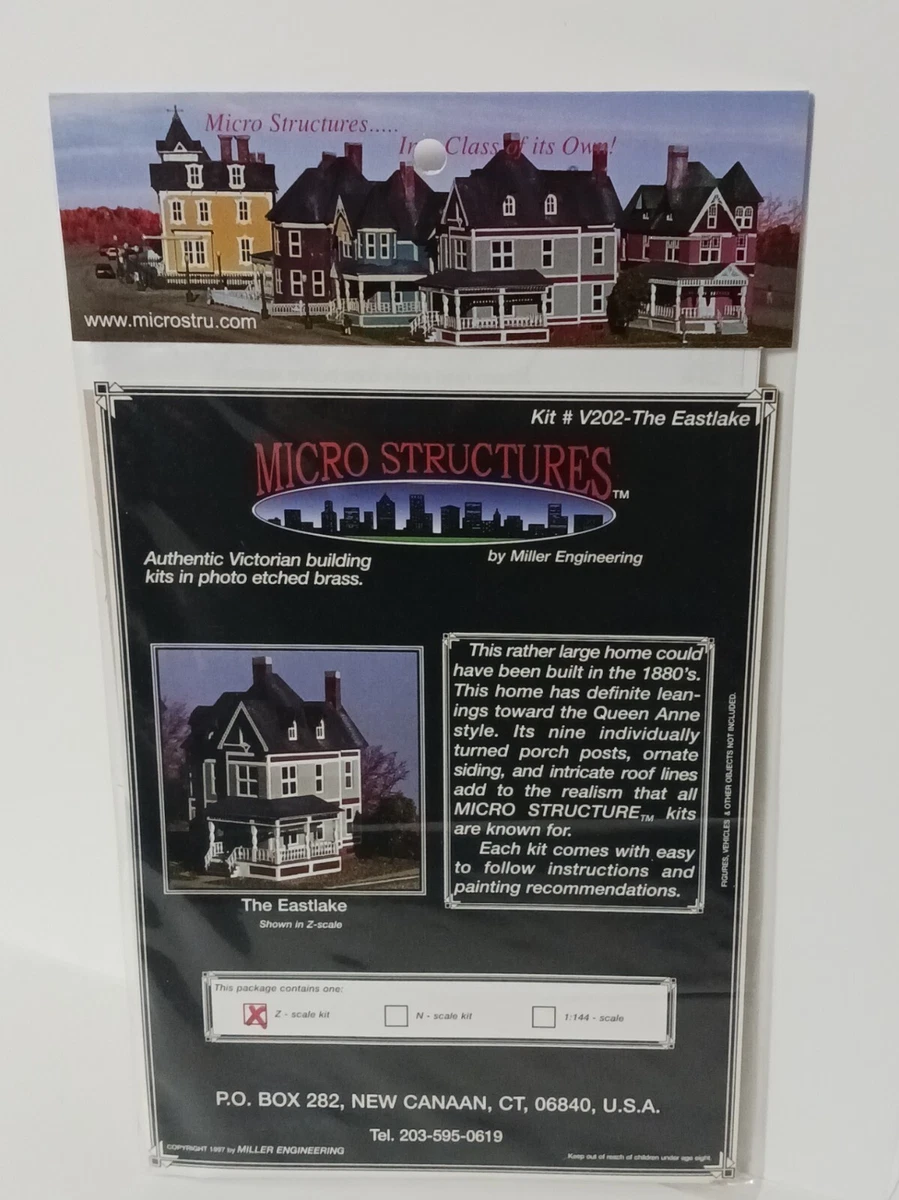 Micro Structures.....
In Class of its Own!
www.microstru.com
Kit # V202-The Eastlake
MICRO STRUCTURES TM
Authentic Victorian building
kits in photo etched brass.
by Miller Engineering
This rather large home could
have been built in the 1880's.
This home has definite lean-
ings toward the Queen Anne
style. Its nine individually
turned porch posts, ornate
siding, and intricate roof lines
add to the realism that all
MICRO STRUCTURE TM kits
are known for.
Each kit comes with easy
to follow instructions and
painting recommendations.
FIGURES, VEHICLES & OTHER OBJECTS NOT INCLUDED.
The Eastlake
Shown in Z-scale
This package contains one:
X Z - scale kit
N - scale kit
1:144 - scale
P.O. BOX 282, NEW CANAAN, CT, 06840, U.S.A.
Tel. 203-595-0619
COPYRIGHT 1997 by MILLER ENGINEERING
Keep out of reach of children under age eight.